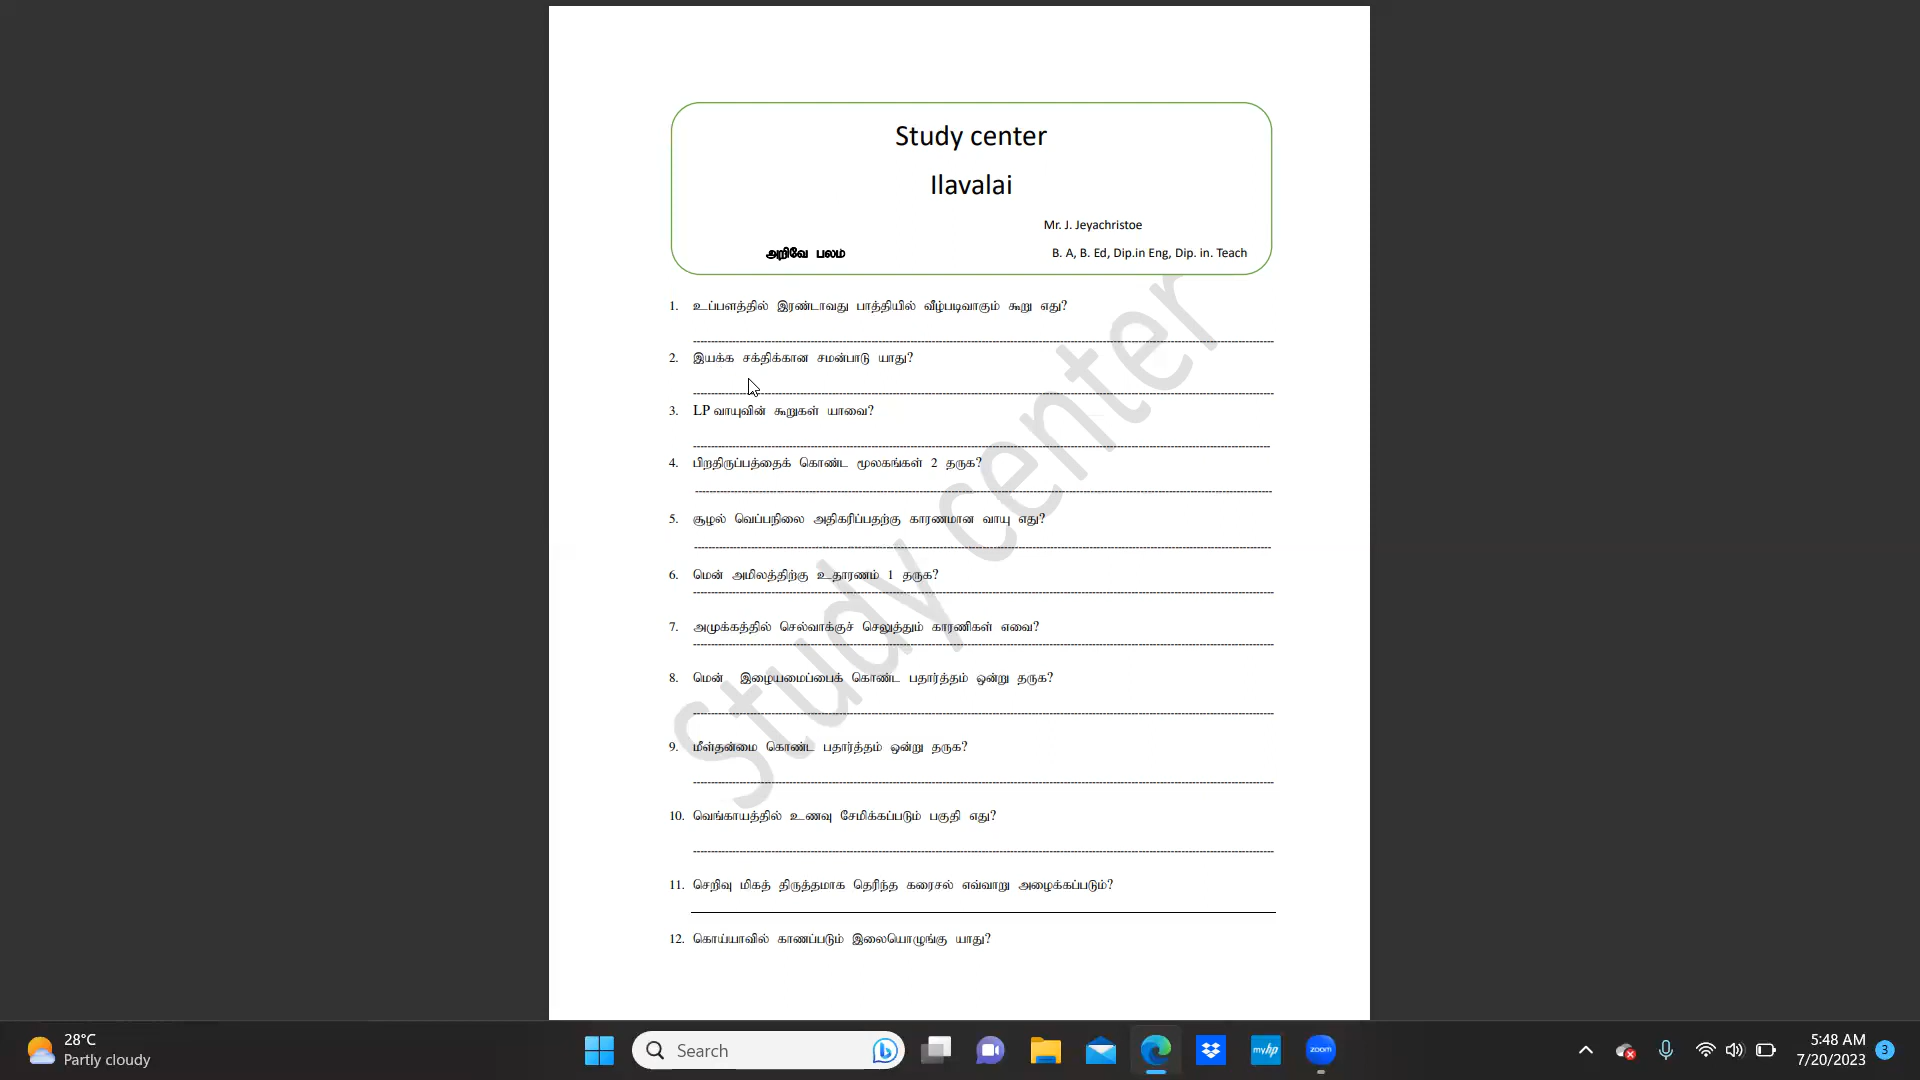 Study center
Ilavalai
Mr. J. Jeyachristoe
அறிவே பலம்
B. A, B. Ed, Dip.in Eng, Dip. in. Teach
1. உப்பளத்தில் இரண்டாவது பாத்தியில் வீழ்படிவாகும் கூறு எது?
2. இயக்க சக்திக்கான சமன்பாடு யாது?
3. LP வாயுவின் கூறுகள் யாவை?
4. பிறதிருப்பத்தைக் கொண்ட மூலகங்கள் 2 தருக?
5. சூழல் வெப்பநிலை அதிகரிப்பதற்கு காரணமான வாயு எது?
6. மென் அமிலத்திற்கு உதாரணம் 1 தருக?
7. அமுக்கத்தில் செல்வாக்குச் செலுத்தும் காரணிகள் எவை?
8. மென் இழையமைப்பைக் கொண்ட பதார்த்தம் ஒன்று தருக?
9. மீள்தன்மை கொண்ட பதார்த்தம் ஒன்று தருக?
10. வெங்காயத்தில் உணவு சேமிக்கப்படும் பகுதி எது?
11. செறிவு மிகத் திருத்தமாக தெரிந்த கரைசல் எவ்வாறு அழைக்கப்படும்?
12. கொய்யாவில் காணப்படும் இலையொழுங்கு யாது?
Study center
28°C
Partly cloudy
Search
myhp
zoom
5:48 AM
7/20/2023
3